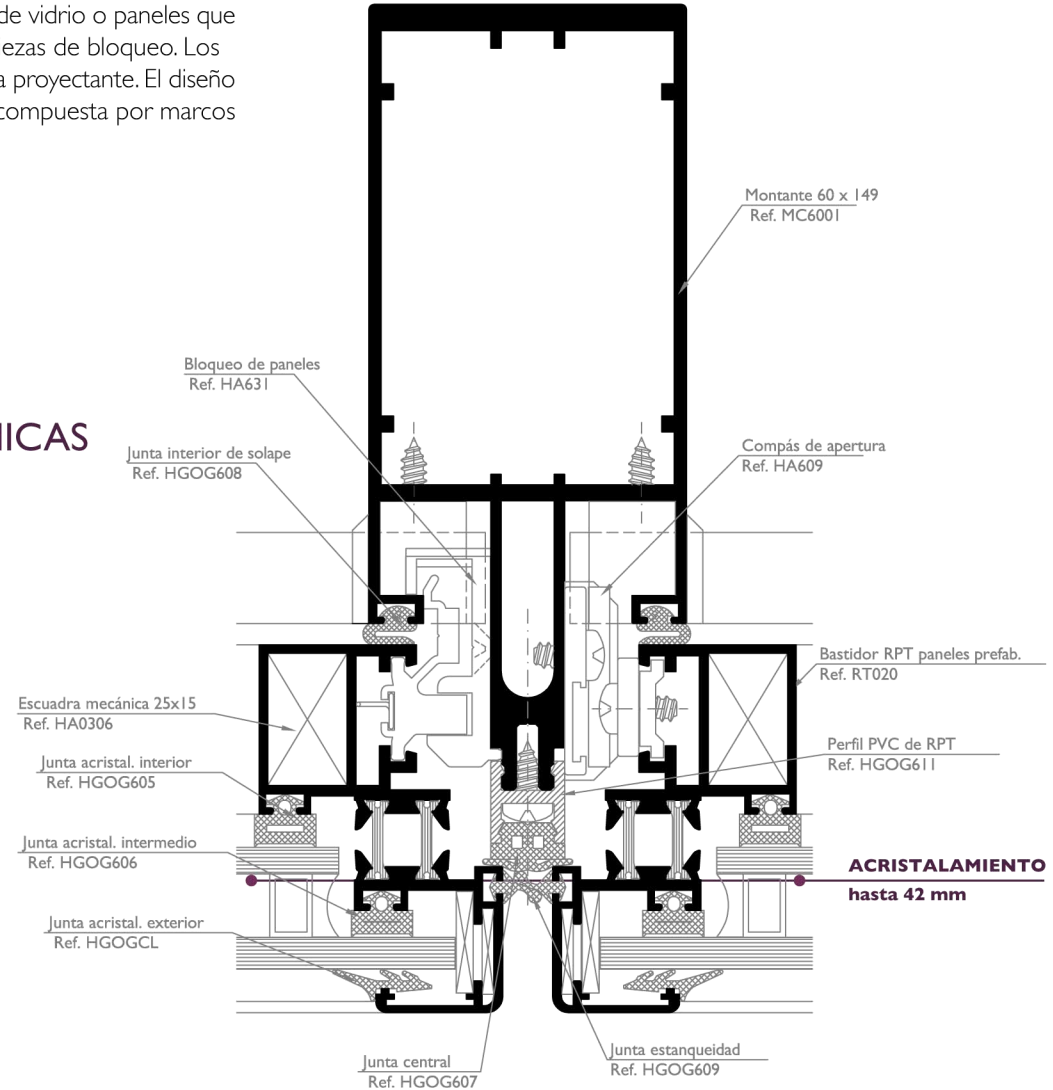 de vidrio o paneles que
ezas de bloqueo. Los
a proyectante. El diseño
compuesta por marcos
Montante 60 x 149
Ref. MC6001
Bloqueo de paneles
Ref. HA631
ICAS
Junta interior de solape
Ref. HGOG608
Compás de apertura
Ref. HA609
Bastidor RPT paneles prefab.
Ref. RT020
Escuadra mecánica 25x15
Ref. HA0306
Perfil PVC de RPT
Ref. HGOG611
Junta acristal. interior
Ref. HGOG605
Junta acristal. intermedio
Ref. HGOG606
ACRISTALAMIENTO
hasta 42 mm
Junta acristal. exterior
Ref. HGOGCL
Junta central
Ref. HGOG607
Junta estanqueidad
Ref. HGOG609